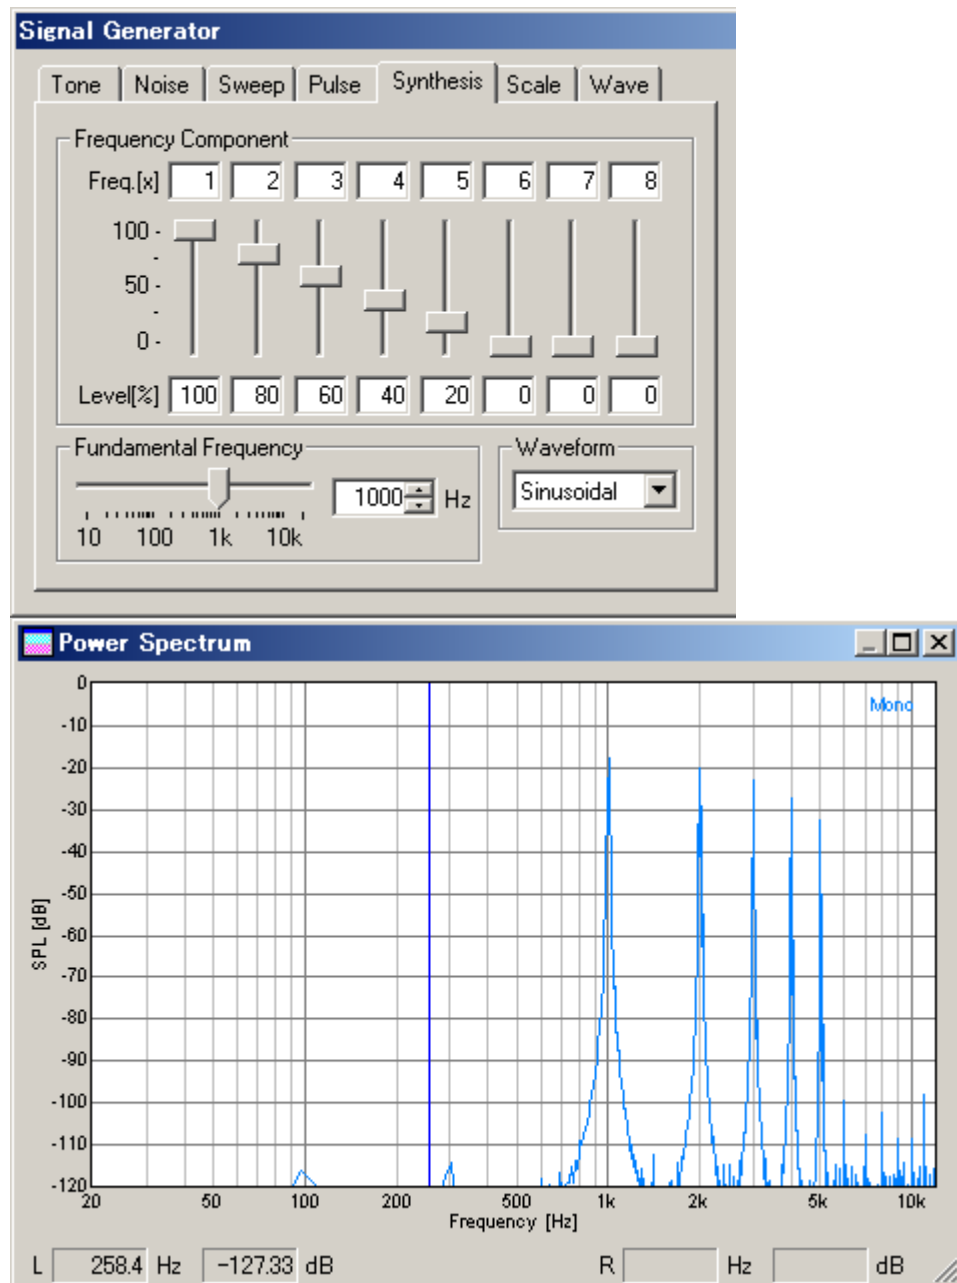 Signal Generator
Tone Noise Sweep Pulse Synthesis Scale Wave
Frequency Component
Freq.[x] 1 2 3 4 5 6 7 8
100 -
-
50 -
-
0 -
Level[%] 100 80 60 40 20 0 0 0
Fundamental Frequency Waveform
1000 Hz Sinusoidal
10 100 1k 10k
Power Spectrum
0
Mono
-10
-20
-30
-40
-50
-60
-70
-80
-90
-100
-110
-120
SPL [dB]
20 50 100 200 500 1k 2k 5k 10k
Frequency [Hz]
L 258.4 Hz -127.33 dB R Hz dB